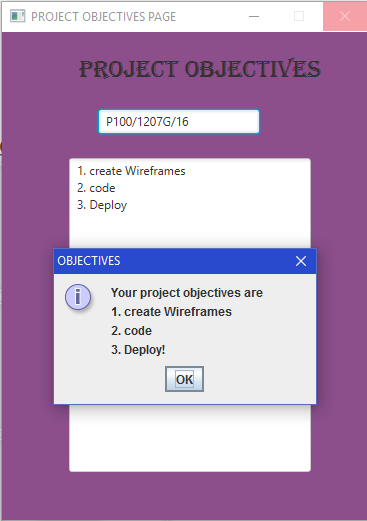 PROJECT OBJECTIVES PAGE
PROJECT OBJECTIVES
P100/1207G/16
1. create Wireframes
2. code
3. Deploy
OBJECTIVES
Your project objectives are
1. create Wireframes
2. code
3. Deploy!
OK